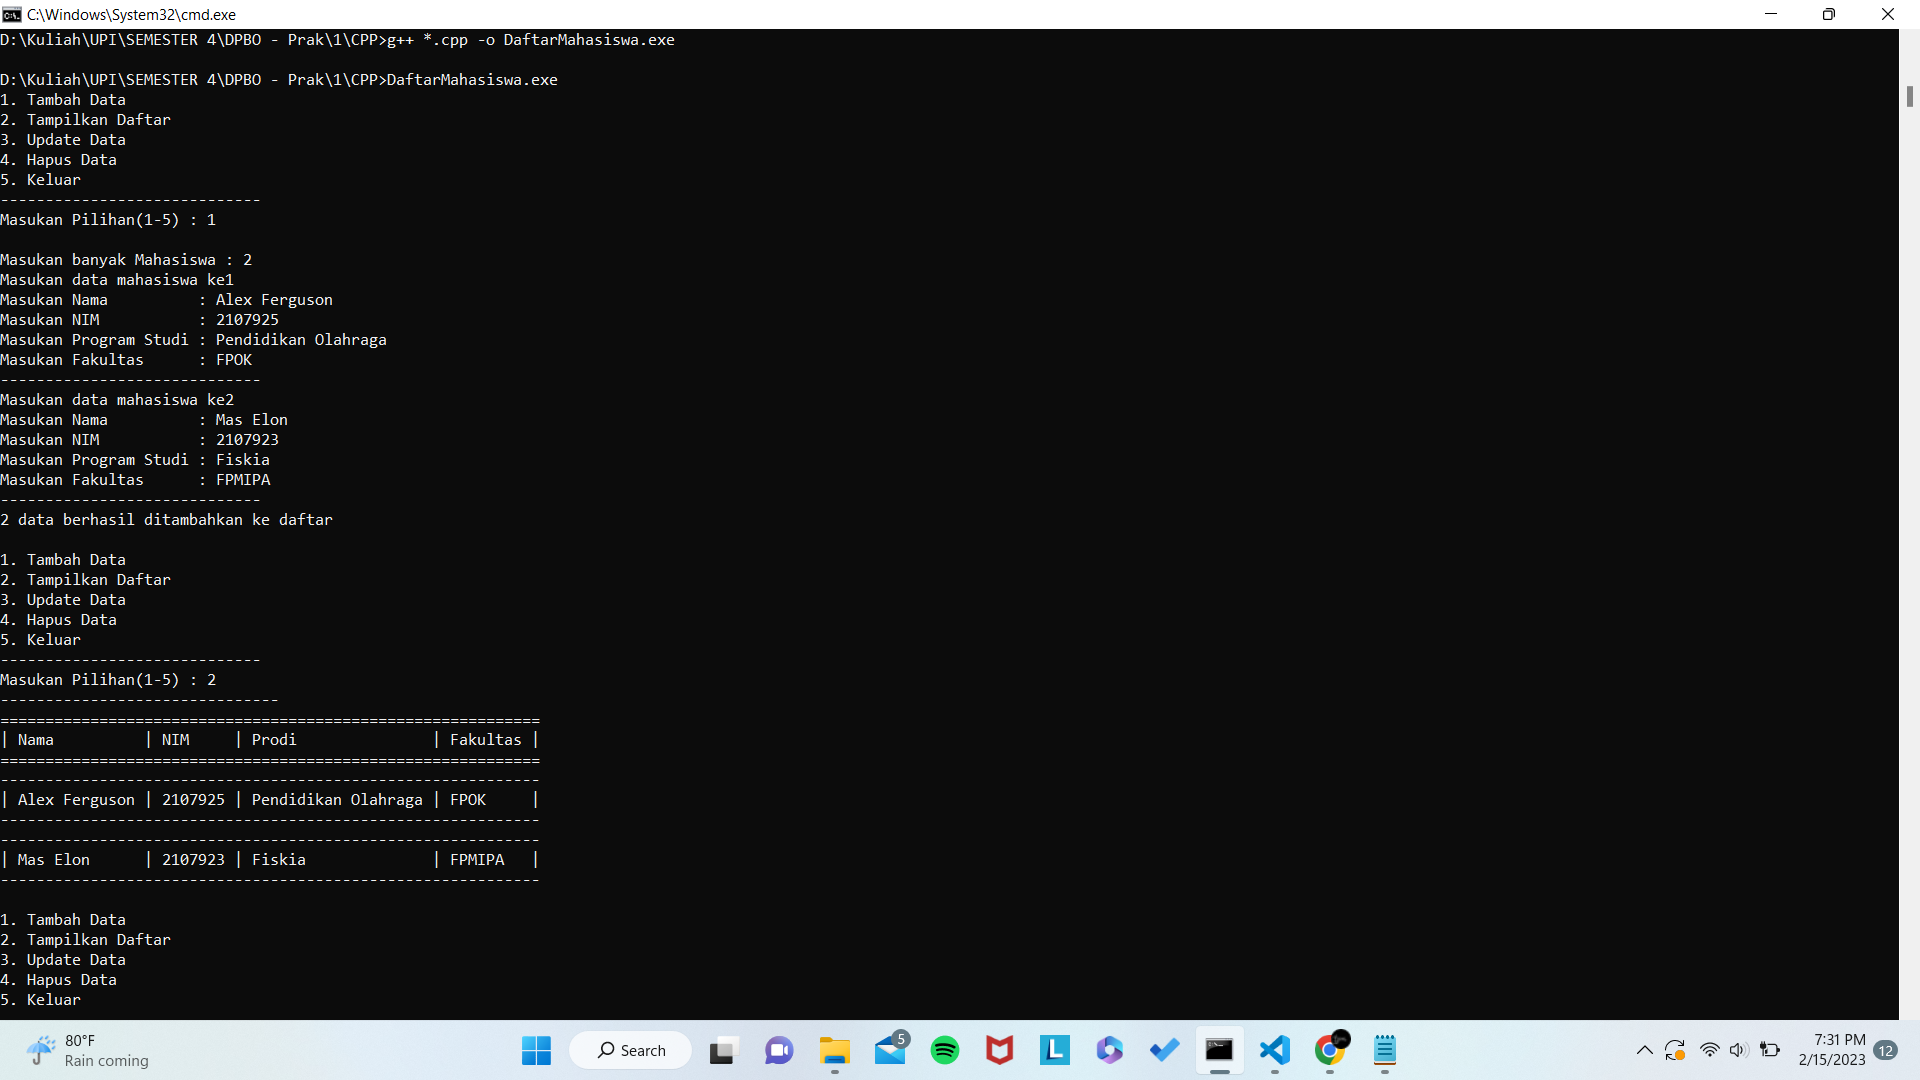 C:\Windows\System32\cmd.exe
D:\Kuliah\UPI\SEMESTER 4\DPBO - Prak\1\CPP>g++ *.cpp -o DaftarMahasiswa.exe
D:\Kuliah\UPI\SEMESTER 4\DPBO - Prak\1\CPP>DaftarMahasiswa.exe
1. Tambah Data
2. Tampilkan Daftar
3. Update Data
4. Hapus Data
5. Keluar
-----------------------------
Masukan Pilihan(1-5) : 1
Masukan banyak Mahasiswa : 2
Masukan data mahasiswa ke1
Masukan Nama          : Alex Ferguson
Masukan NIM           : 2107925
Masukan Program Studi : Pendidikan Olahraga
Masukan Fakultas      : FPOK
-----------------------------
Masukan data mahasiswa ke2
Masukan Nama          : Mas Elon
Masukan NIM           : 2107923
Masukan Program Studi : Fiskia
Masukan Fakultas      : FPMIPA
-----------------------------
2 data berhasil ditambahkan ke daftar
1. Tambah Data
2. Tampilkan Daftar
3. Update Data
4. Hapus Data
5. Keluar
-----------------------------
Masukan Pilihan(1-5) : 2
-------------------------------
============================================================
| Nama          | NIM     | Prodi               | Fakultas |
============================================================
------------------------------------------------------------
| Alex Ferguson | 2107925 | Pendidikan Olahraga | FPOK     |
------------------------------------------------------------
------------------------------------------------------------
| Mas Elon      | 2107923 | Fiskia              | FPMIPA   |
------------------------------------------------------------
1. Tambah Data
2. Tampilkan Daftar
3. Update Data
4. Hapus Data
5. Keluar
80°F
Rain coming
Search
5
L
7:31 PM
2/15/2023
12